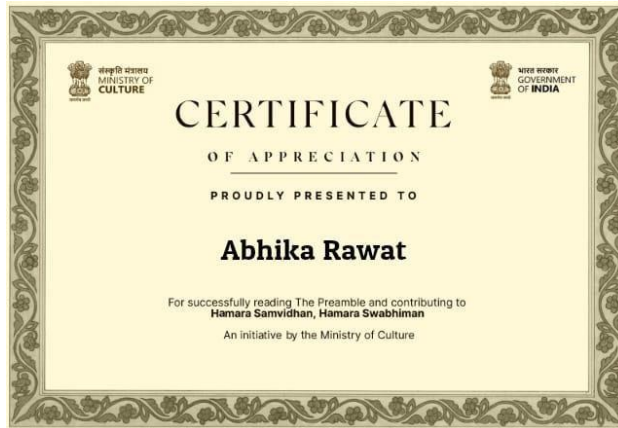 संस्कृति मंत्रालय
MINISTRY OF
CULTURE
भारत सरकार
GOVERNMENT
OF INDIA
CERTIFICATE
OF APPRECIATION
PROUDLY PRESENTED TO
Abhika Rawat
For successfully reading The Preamble and contributing to
Hamara Samvidhan, Hamara Swabhiman
An initiative by the Ministry of Culture